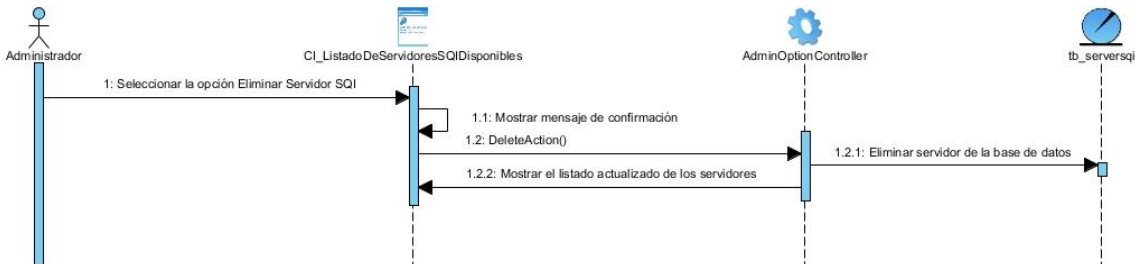 Administrador
CI_ListadoDeServidoresSQIDisponibles
AdminOptionController
tb_serversqi
1: Seleccionar la opción Eliminar Servidor SQI
1.1: Mostrar mensaje de confirmación
1.2: DeleteAction()
1.2.1: Eliminar servidor de la base de datos
1.2.2: Mostrar el listado actualizado de los servidores